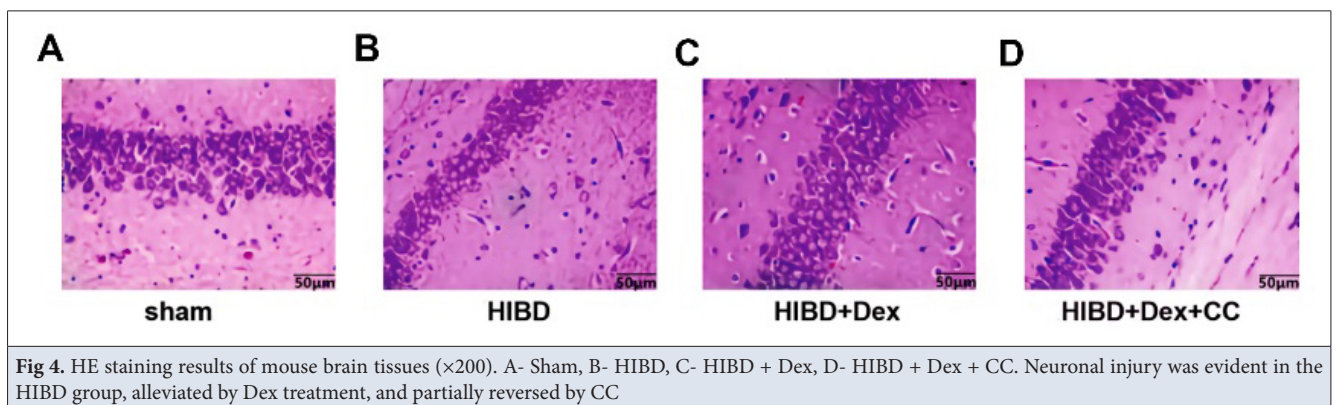 A B C D
50μm 50μm 50μm 50μm
sham HIBD HIBD+Dex HIBD+Dex+CC
Fig 4. HE staining results of mouse brain tissues (×200). A- Sham, B- HIBD, C- HIBD + Dex, D- HIBD + Dex + CC. Neuronal injury was evident in the
HIBD group, alleviated by Dex treatment, and partially reversed by CC